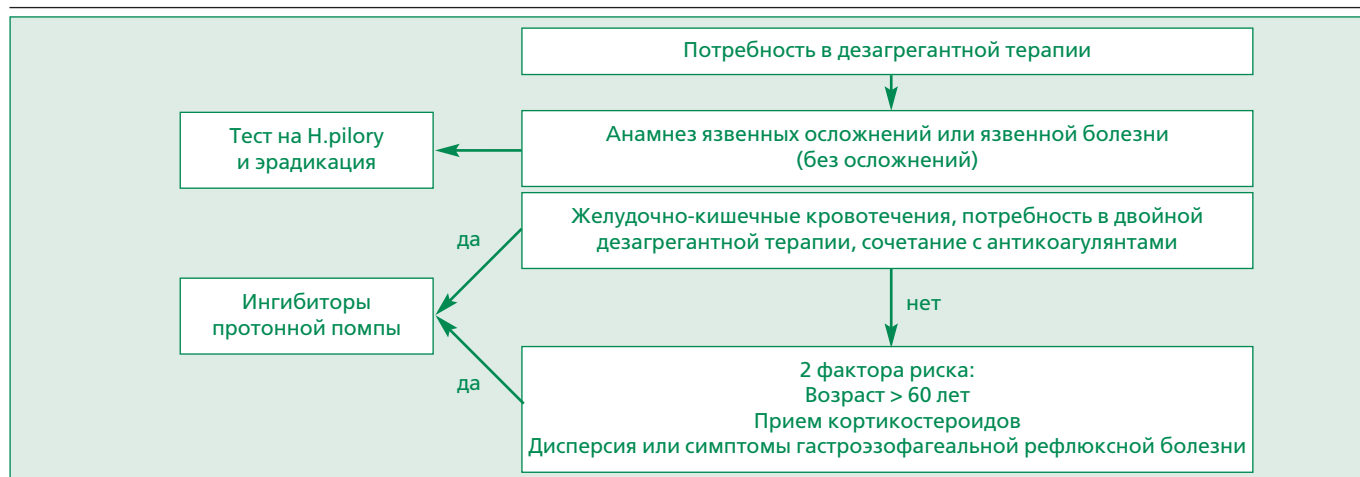 Потребность в дезагрегантной терапии
Тест на H.pilory
и эрадикация
Анамнез язвенных осложнений или язвенной болезни
(без осложнений)
Желудочно-кишечные кровотечения, потребность в двойной
дезагрегантной терапии, сочетание с антикоагулянтами
да
Ингибиторы
протонной помпы
нет
да
2 фактора риска:
Возраст > 60 лет
Прием кортикостероидов
Дисперсия или симптомы гастроэзофагеальной рефлюксной болезни